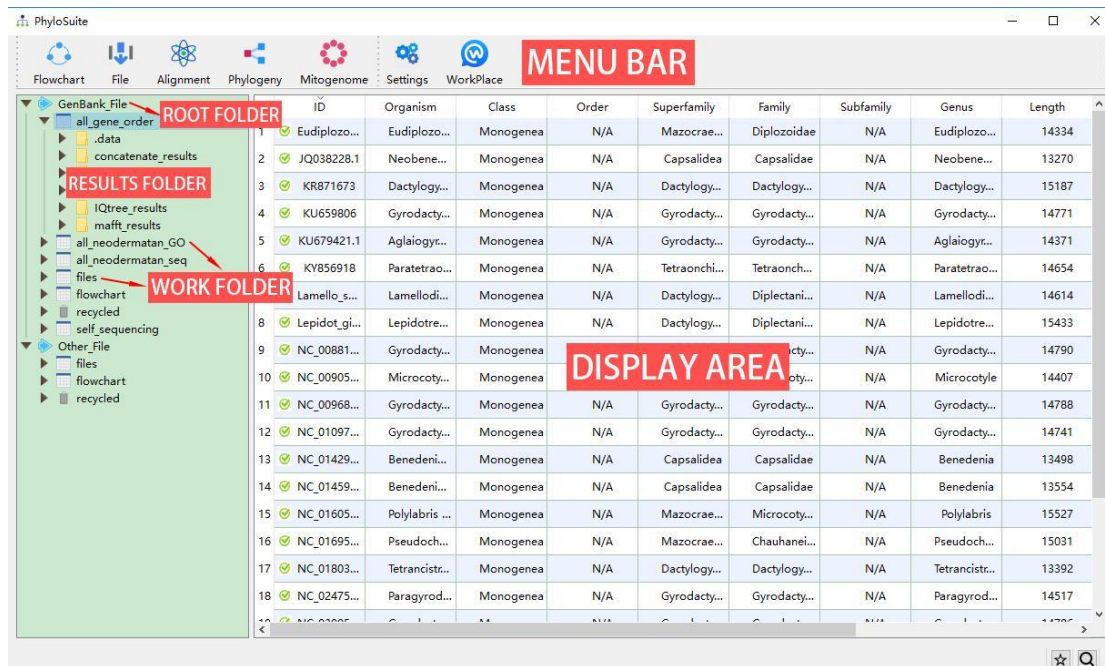 PhyloSuite
Flowchart File Alignment Phylogeny Mitogenome Settings WorkPlace MENU BAR
GenBank_File ROOT FOLDER
all_gene_order
.data
concatenate_results
RESULTS FOLDER
IQtree_results
mafft_results
all_neodermatan_GO
all_neodermatan_seq
files WORK FOLDER
flowchart
recycled
self_sequencing
Other_File
files
flowchart
recycled
ID Organism Class Order Superfamily Family Subfamily Genus Length
1 Eudiplozo... Eudiplozo... Monogenea N/A Mazocrae... Diplozoidae N/A Eudiplozo... 14334
2 JQ038228.1 Neobene... Monogenea N/A Capsalidea Capsalidae N/A Neobene... 13270
3 KR871673 Dactylogy... Monogenea N/A Dactylogy... Dactylogy... N/A Dactylogy... 15187
4 KU659806 Gyrodacty... Monogenea N/A Gyrodacty... Gyrodacty... N/A Gyrodacty... 14771
5 KU679421.1 Aglaiogyr... Monogenea N/A Gyrodacty... Gyrodacty... N/A Aglaiogyr... 14371
6 KY856918 Paratetrao... Monogenea N/A Tetraonchi... Tetraonch... N/A Paratetrao... 14654
Lamello_s... Lamellodi... Monogenea N/A Dactylogy... Diplectani... N/A Lamellodi... 14614
8 Lepidot_gi... Lepidotre... Monogenea N/A Dactylogy... Diplectani... N/A Lepidotre... 15433
9 NC_00881... Gyrodacty... Monogenea N/A N/A Gyrodacty... 14790
DISPLAY AREA
10 NC_00905... Microcoty... Monogenea N/A Microcotyle 14407
11 NC_00968... Gyrodacty... Monogenea N/A Gyrodacty... Gyrodacty... N/A Gyrodacty... 14788
12 NC_01097... Gyrodacty... Monogenea N/A Gyrodacty... Gyrodacty... N/A Gyrodacty... 14741
13 NC_01429... Benedeni... Monogenea N/A Capsalidea Capsalidae N/A Benedenia 13498
14 NC_01459... Benedeni... Monogenea N/A Capsalidea Capsalidae N/A Benedenia 13554
15 NC_01605... Polylabris ... Monogenea N/A Mazocrae... Microcoty... N/A Polylabris 15527
16 NC_01695... Pseudoch... Monogenea N/A Mazocrae... Chauhanei... N/A Pseudoch... 15031
17 NC_01803... Tetrancistr... Monogenea N/A Dactylogy... Dactylogy... N/A Tetrancistr... 13392
18 NC_02475... Paragyrod... Monogenea N/A Gyrodacty... Gyrodacty... N/A Paragyrod... 14517